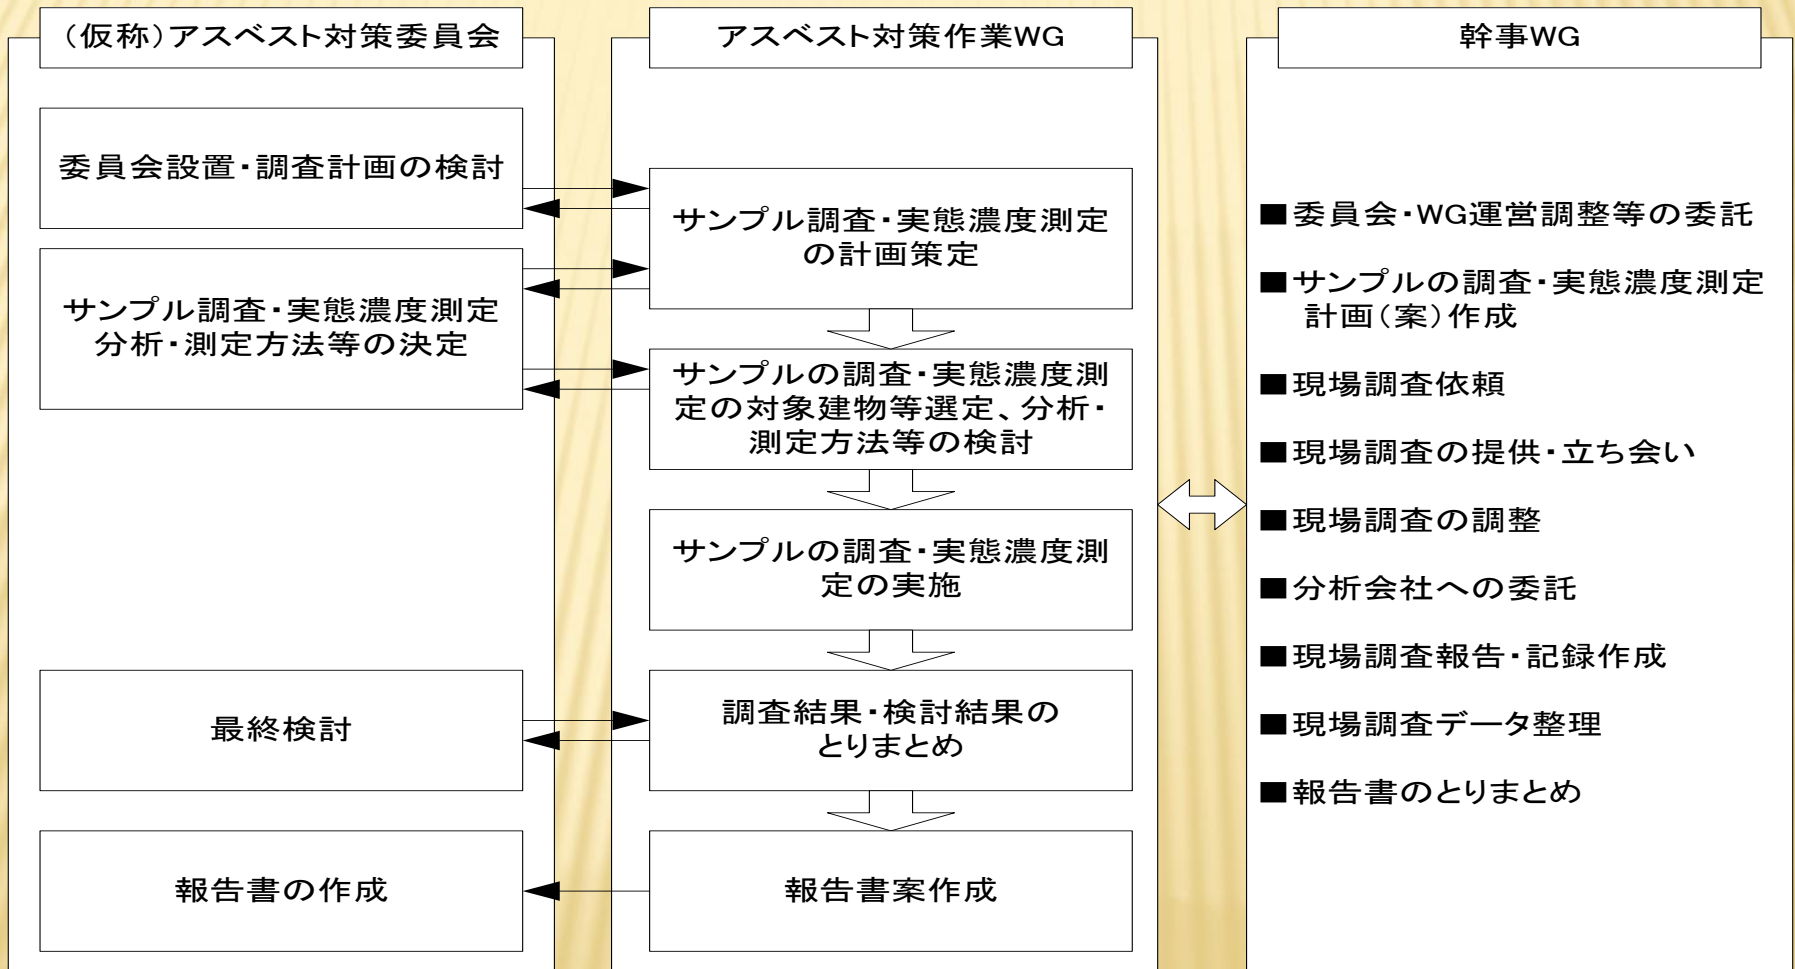 (仮称)アスベスト対策委員会
委員会設置・調査計画の検討
サンプル調査・実態濃度測定
分析・測定方法等の決定
最終検討
報告書の作成
アスベスト対策作業WG
サンプル調査・実態濃度測定
の計画策定
サンプルの調査・実態濃度測
定の対象建物等選定、分析・
測定方法等の検討
サンプルの調査・実態濃度測
定の実施
調査結果・検討結果の
とりまとめ
報告書案作成
幹事WG
■委員会・WG運営調整等の委託
■サンプルの調査・実態濃度測定
計画(案)作成
■現場調査依頼
■現場調査の提供・立ち会い
■現場調査の調整
■分析会社への委託
■現場調査報告・記録作成
■現場調査データ整理
■報告書のとりまとめ